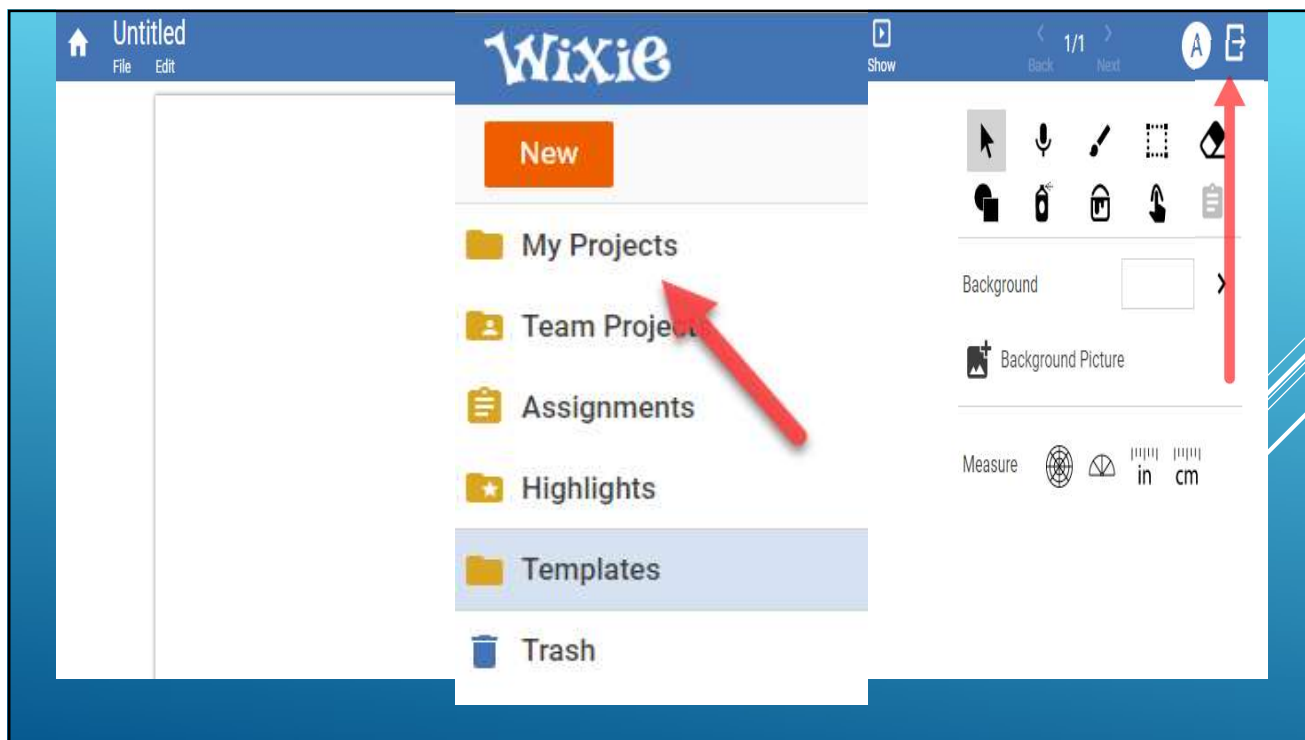 Untitled
File Edit
Wixie
New
My Projects
Team Projects
Assignments
Highlights
Templates
Trash
Show
1/1
Back Next
A
Background
Background Picture
Measure in cm